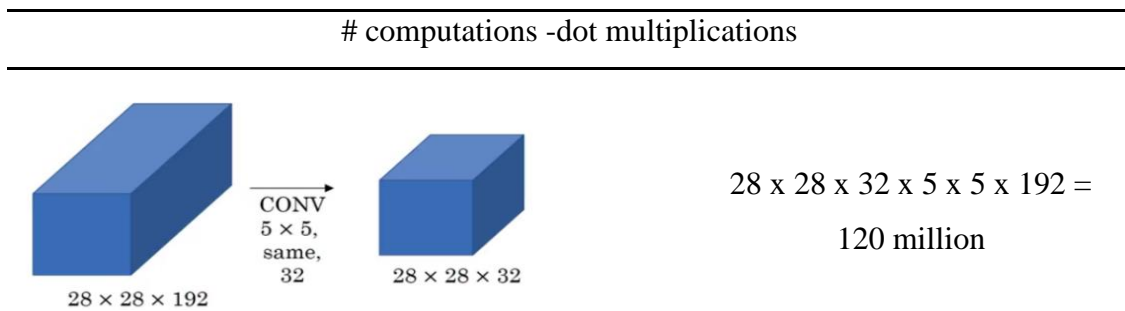 # computations -dot multiplications
CONV
5 × 5,
same,
32
28 × 28 × 192
28 × 28 × 32
28 x 28 x 32 x 5 x 5 x 192 =
120 million